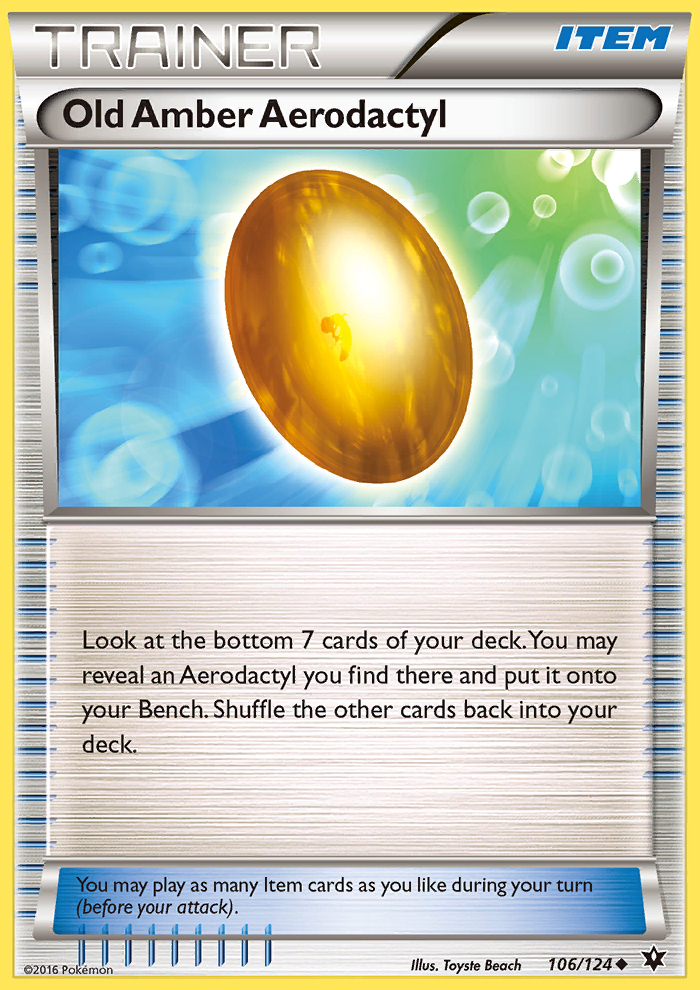 TRAINER
ITEM
Old Amber Aerodactyl
Look at the bottom 7 cards of your deck. You may
reveal an Aerodactyl you find there and put it onto
your Bench. Shuffle the other cards back into your
deck.
You may play as many Item cards as you like during your turn
(before your attack).
©2016 Pokémon
Illus. Toyste Beach
106/124